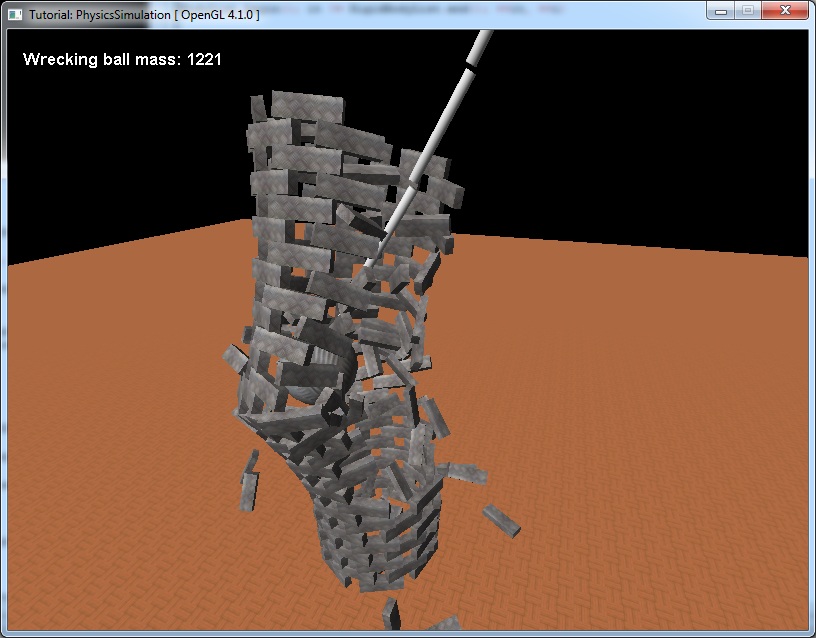 Tutorial: PhysicsSimulation [ OpenGL 4.1.0 ]
Wrecking ball mass: 1221